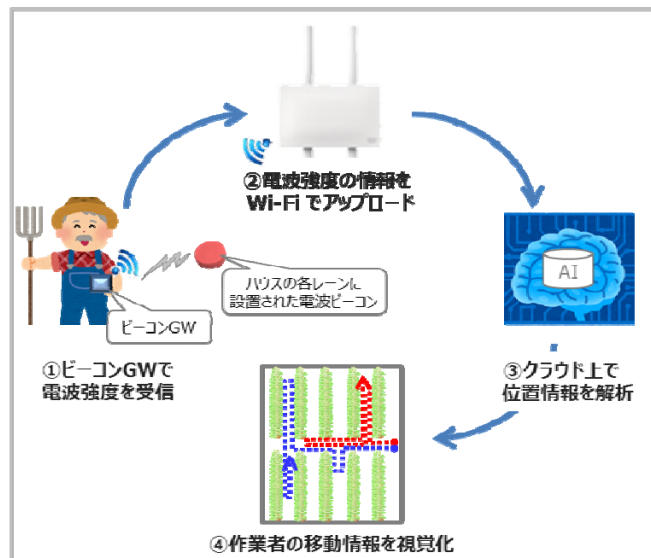 ②電波強度の情報を
Wi-Fi でアップロード
ハウスの各レーンに
設置された電波ビーコン
ビーコンGW
①ビーコンGWで
電波強度を受信
AI
③クラウド上で
位置情報を解析
④作業者の移動情報を視覚化